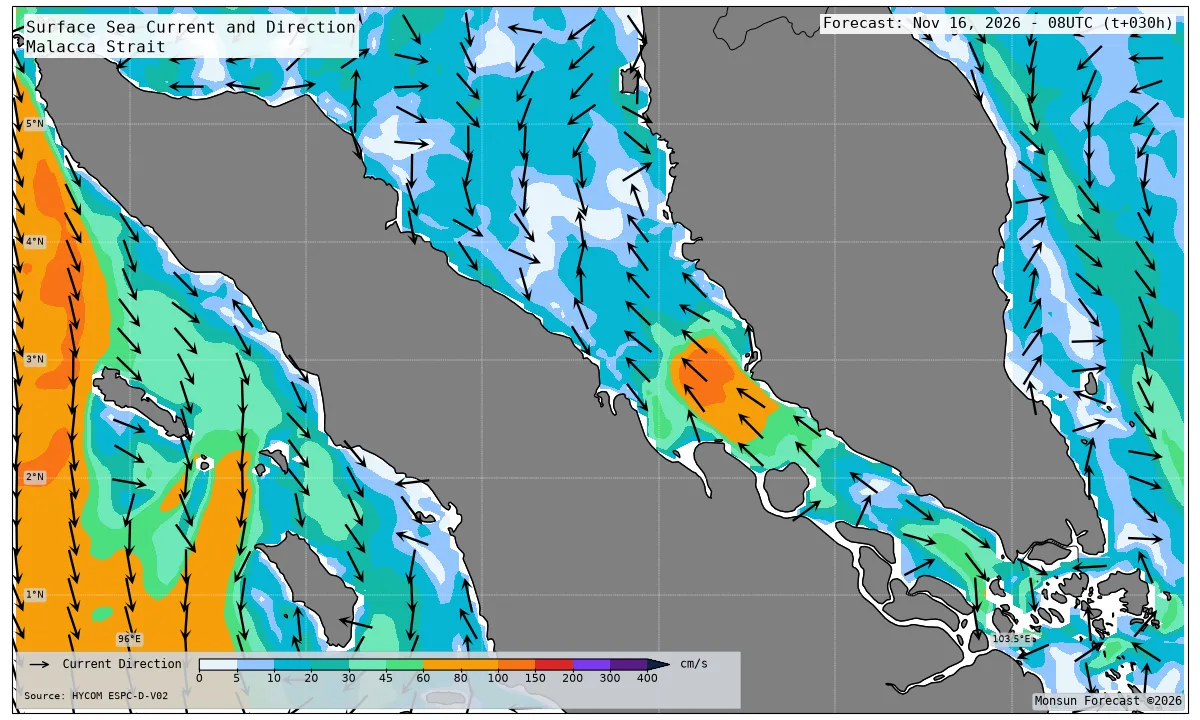 Surface Sea Current and Direction
Malacca Strait
Forecast: Nov 16, 2026 - 08UTC (t+030h)
5°N
4°N
3°N
2°N
1°N
96°E
103.5°E
Current Direction
0 5 10 20 30 45 60 80 100 150 200 300 400
cm/s
Source: HYCOM ESPC-D-V02
Monsun Forecast ©2026